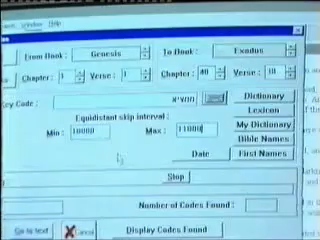 Window Help
From Book : Genesis To Book : Exodus
Chapter : 1 Verse : 1 Chapter : 40 Verse : 10
Key Code :
Equidistant skip interval :
Min : 10000 Max : 11000
Dictionary
Lexicon
My Dictionary
Bible Names
Date First Names
Stop
Number of Codes Found :
Go to text Cancel Display Codes Found